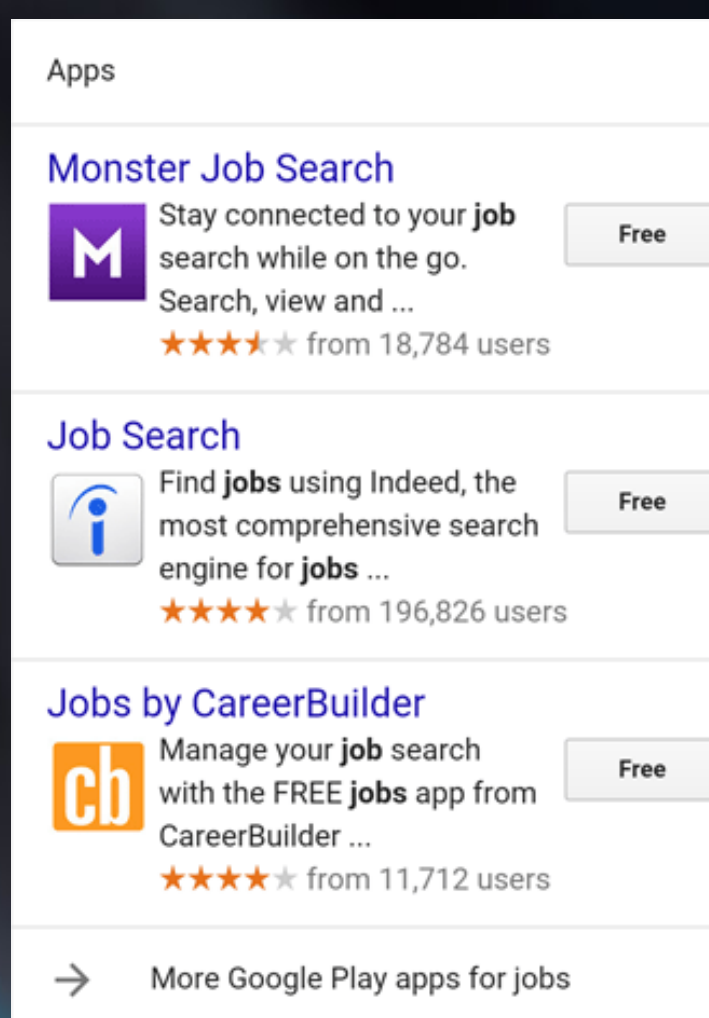 Apps
Monster Job Search
M
Stay connected to your job
search while on the go.
Search, view and ...
Free
from 18,784 users
Job Search
i
Find jobs using Indeed, the
most comprehensive search
engine for jobs ...
Free
from 196,826 users
Jobs by CareerBuilder
cb
Manage your job search
with the FREE jobs app from
CareerBuilder ...
Free
from 11,712 users
More Google Play apps for jobs